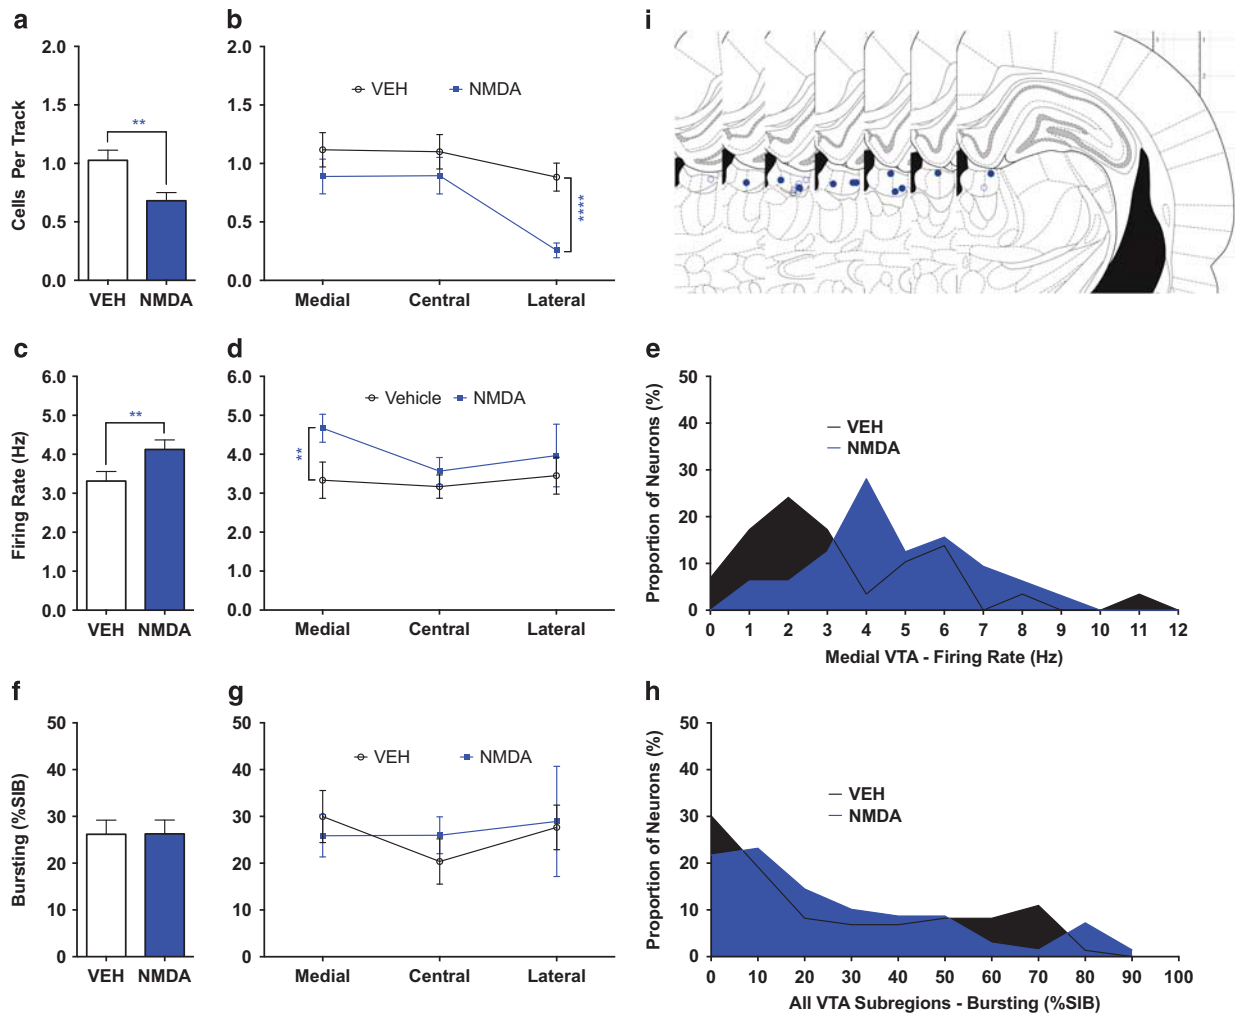 a
2.0
1.5
1.0
0.5
0.0
Cells Per Track
**
VEH NMDA
b
2.0
1.5
1.0
0.5
0.0
VEH NMDA
****
Medial Central Lateral
i
c
6.0
5.0
4.0
3.0
2.0
1.0
0.0
Firing Rate (Hz)
**
VEH NMDA
d
6.0
5.0
4.0
3.0
2.0
1.0
0.0
Vehicle NMDA
**
Medial Central Lateral
e
50
40
30
20
10
0
Proportion of Neurons (%)
VEH
NMDA
0 1 2 3 4 5 6 7 8 9 10 11 12
Medial VTA - Firing Rate (Hz)
f
50
40
30
20
10
0
Bursting (%SIB)
VEH NMDA
g
50
40
30
20
10
0
VEH NMDA
Medial Central Lateral
h
50
40
30
20
10
0
Proportion of Neurons (%)
VEH
NMDA
0 10 20 30 40 50 60 70 80 90 100
All VTA Subregions - Bursting (%SIB)